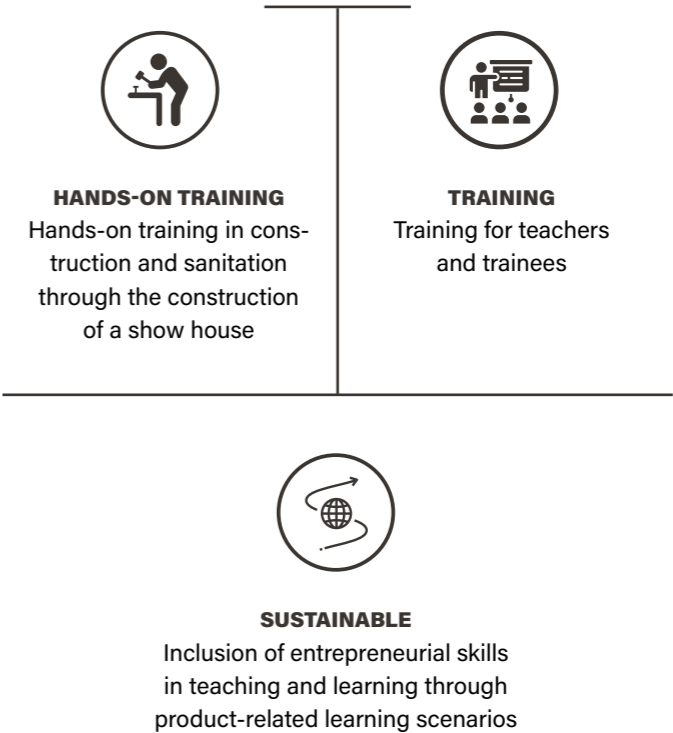 HANDS-ON TRAINING
Hands-on training in cons-
truction and sanitation
through the construction
of a show house
TRAINING
Training for teachers
and trainees
SUSTAINABLE
Inclusion of entrepreneurial skills
in teaching and learning through
product-related learning scenarios